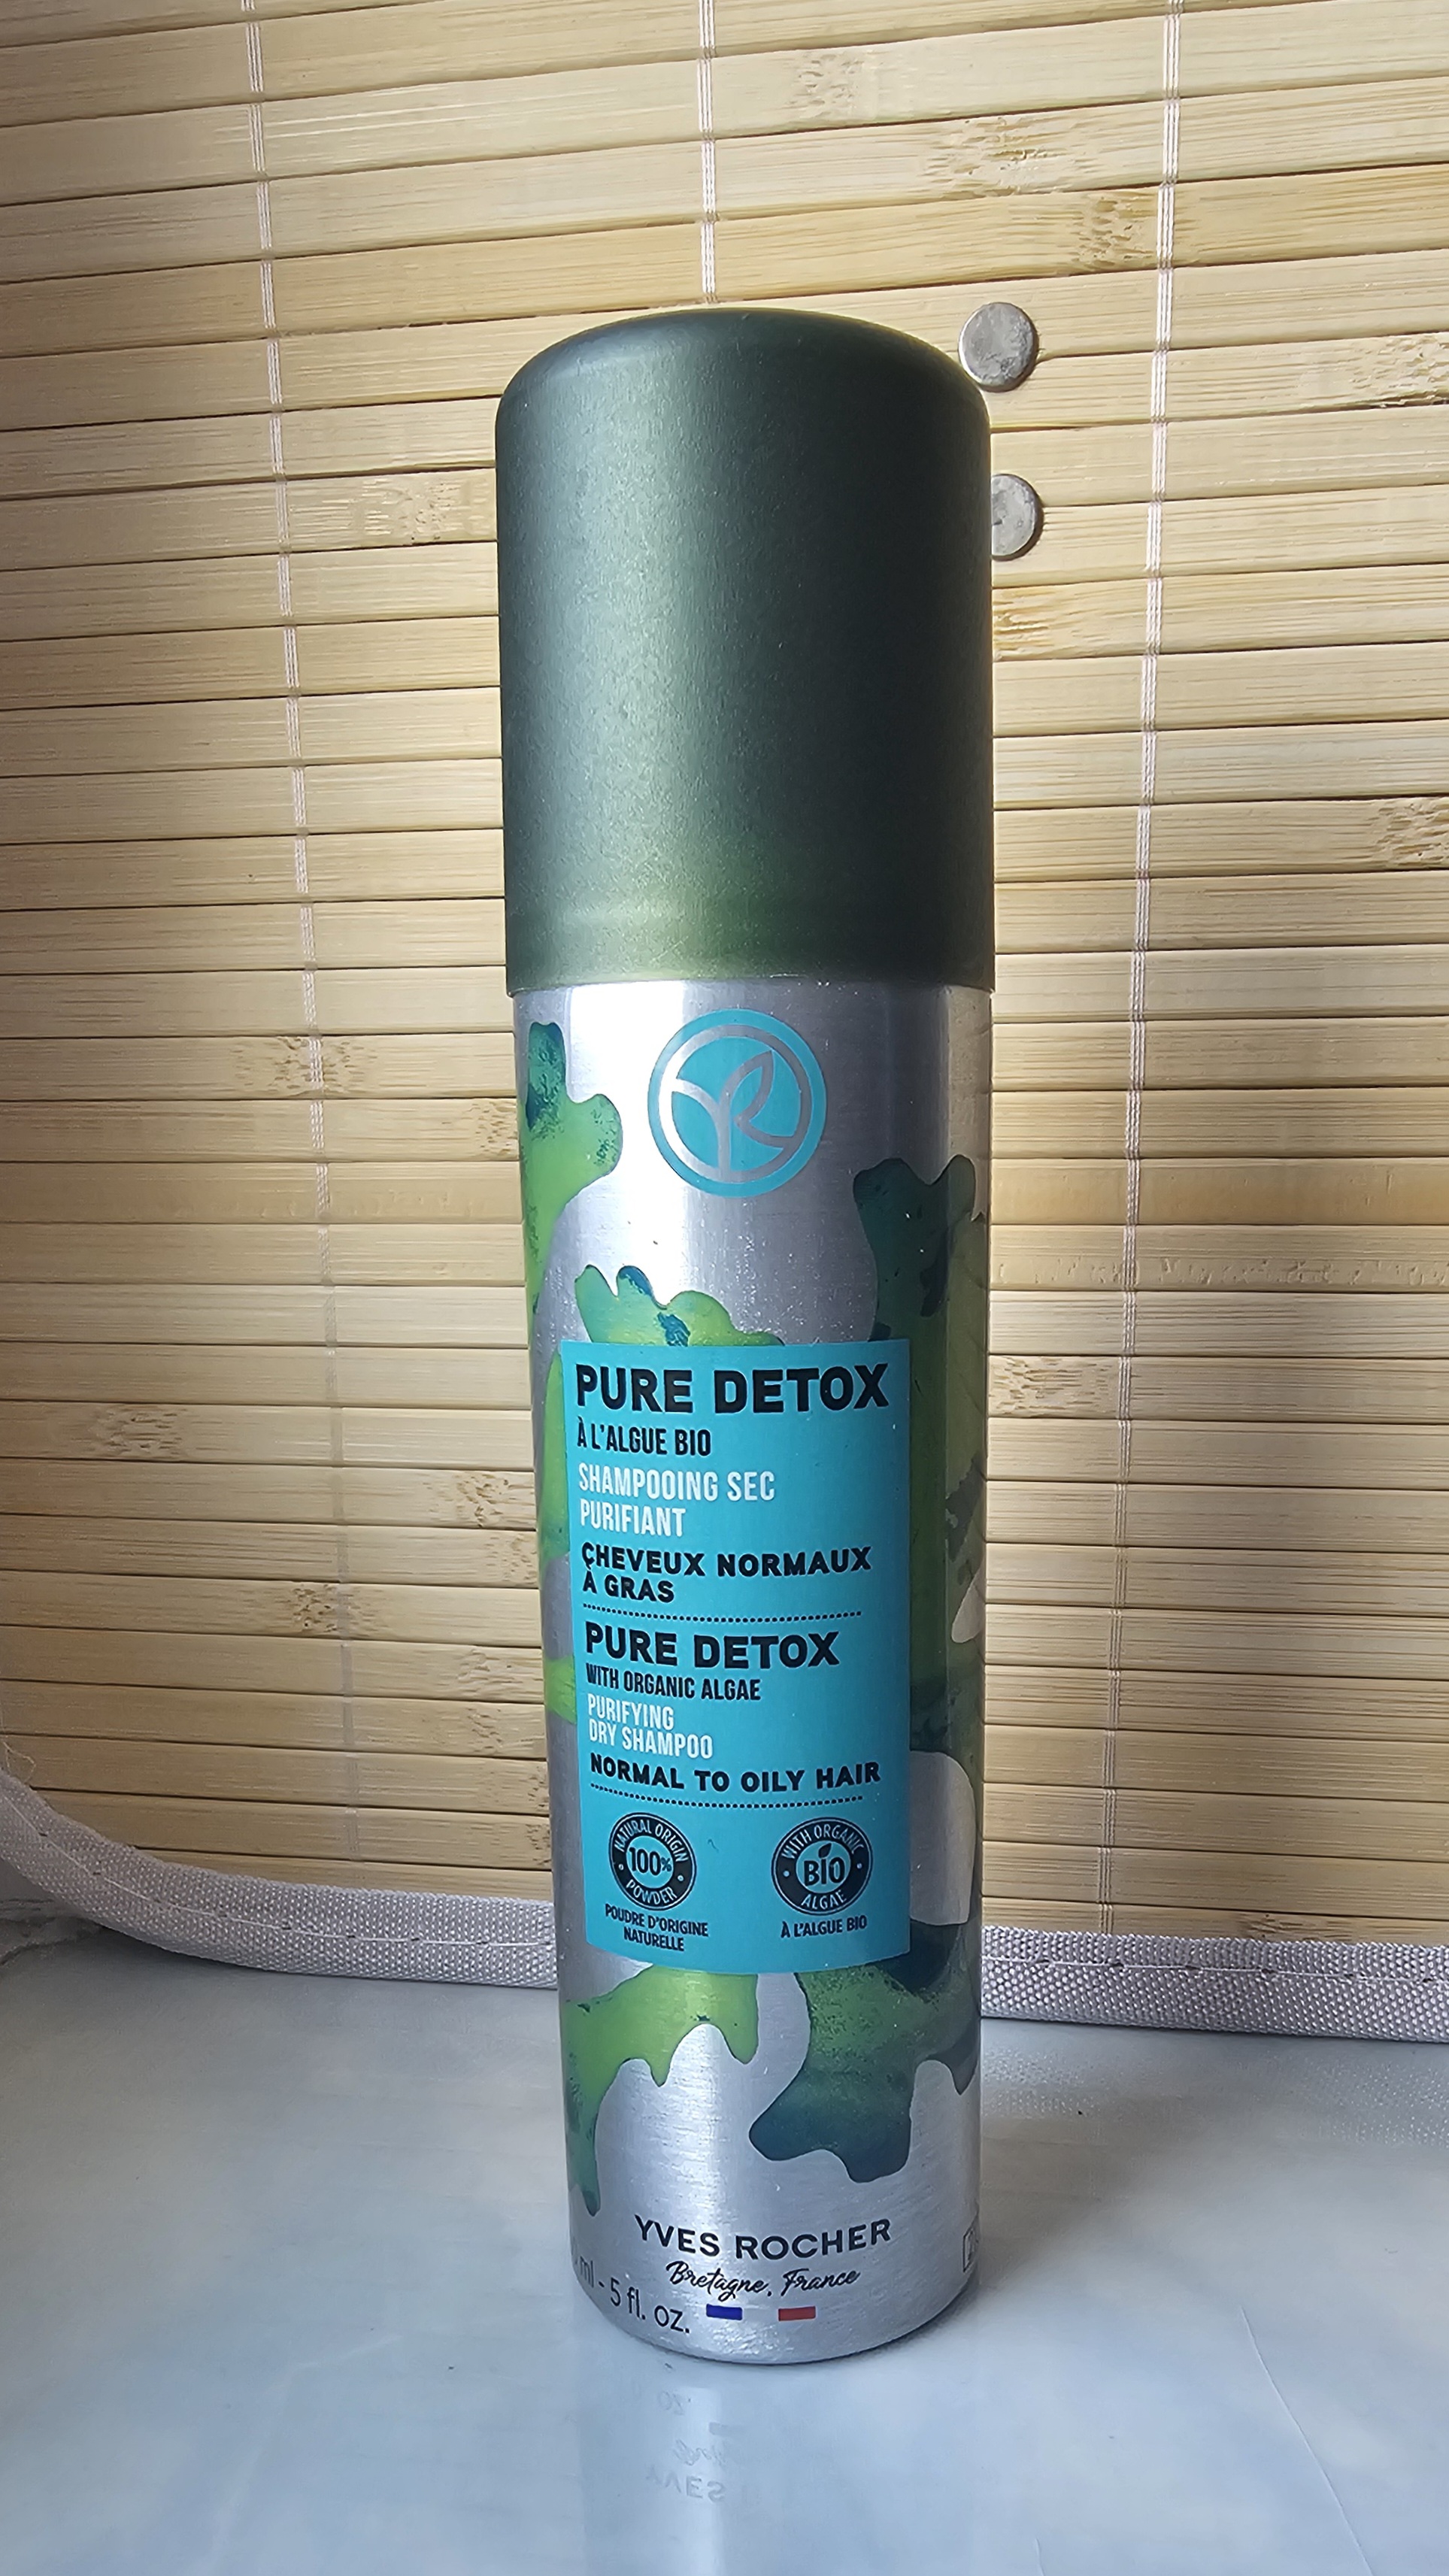 PURE DETOX
À L'ALGUE BIO
SHAMPOOING SEC
PURIFIANT
CHEVEUX NORMAUX
À GRAS
PURE DETOX
WITH ORGANIC ALGAE
PURIFYING
DRY SHAMPOO
NORMAL TO OILY HAIR
NATURAL ORIGIN
100%
POWDER
POUDRE D'ORIGINE
NATURELLE
WITH ORGANIC
BIO
ALGAE
À L'ALGUE BIO
YVES ROCHER
Bretagne, France
ml - 5 fl. oz.